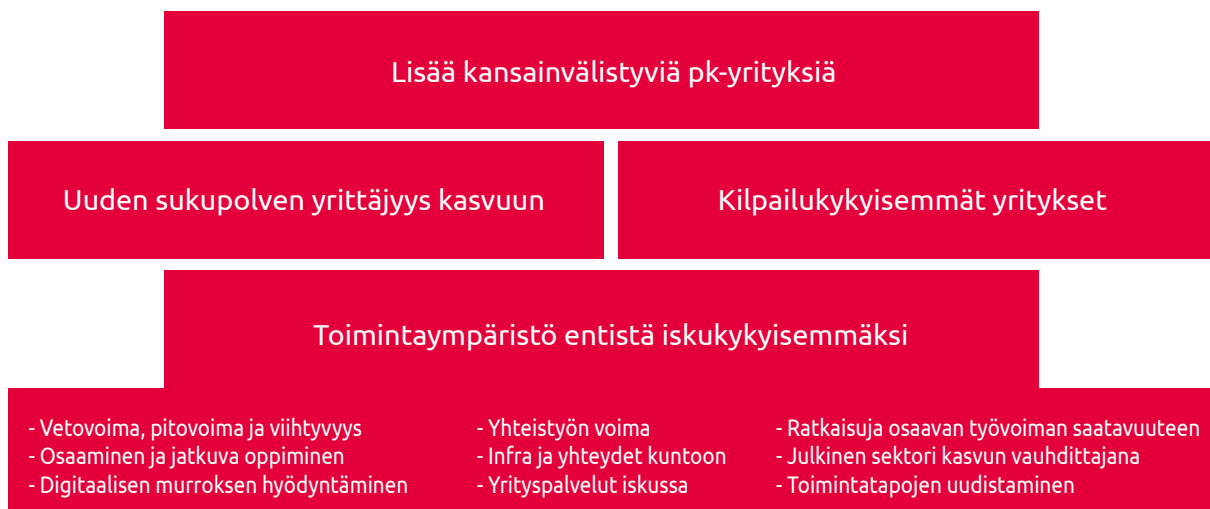 Lisää kansainvälistyviä pk-yrityksiä
Uuden sukupolven yrittäjyys kasvuun
Kilpailukykyisemmät yritykset
Toimintaympäristö entistä iskukykyisemmäksi
- Vetovoima, pitovoima ja viihtyvyys
- Osaaminen ja jatkuva oppiminen
- Digitaalisen murroksen hyödyntäminen
- Yhteistyön voima
- Infra ja yhteydet kuntoon
- Yrityspalvelut iskussa
- Ratkaisuja osaavan työvoiman saatavuuteen
- Julkinen sektori kasvun vauhdittajana
- Toimintatapojen uudistaminen